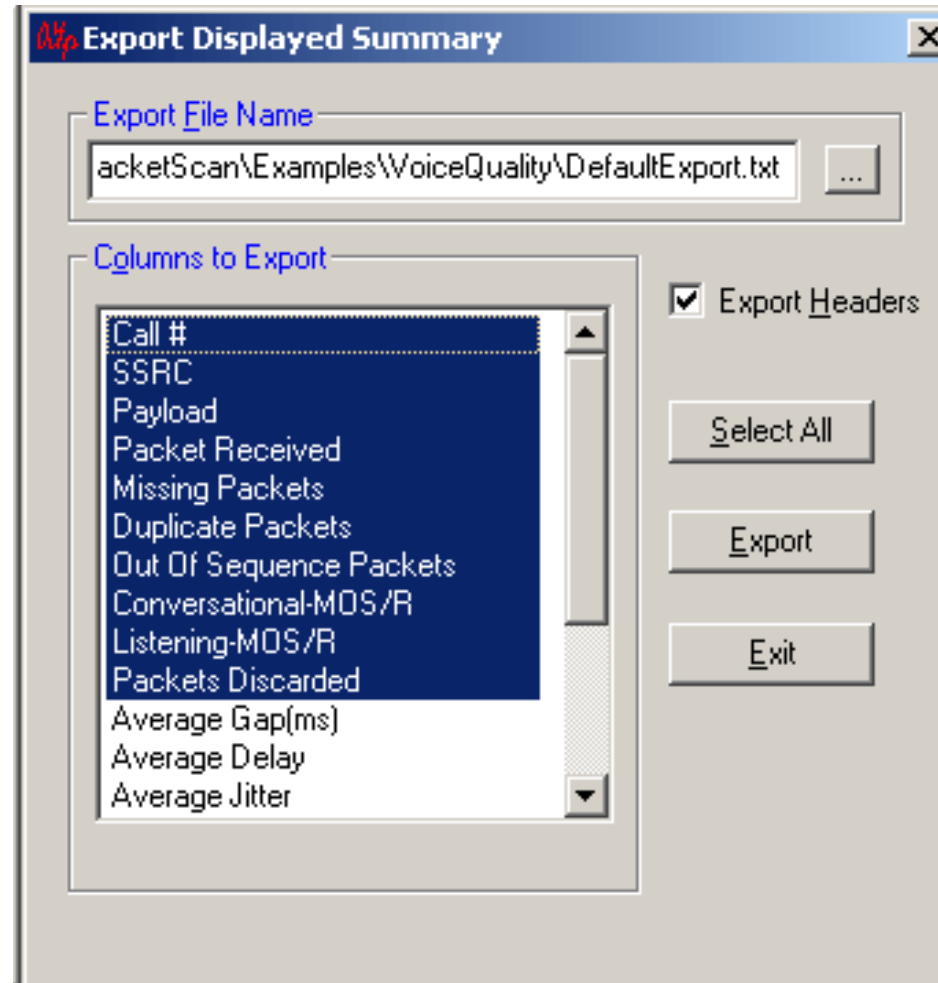 Export Displayed Summary
Export File Name
acketScan\Examples\VoiceQuality\DefaultExport.txt
...
Columns to Export
Export Headers
Call #
SSRC
Payload
Packet Received
Missing Packets
Duplicate Packets
Out Of Sequence Packets
Conversational-MOS/R
Listening-MOS/R
Packets Discarded
Average Gap(ms)
Average Delay
Average Jitter
Select All
Export
Exit